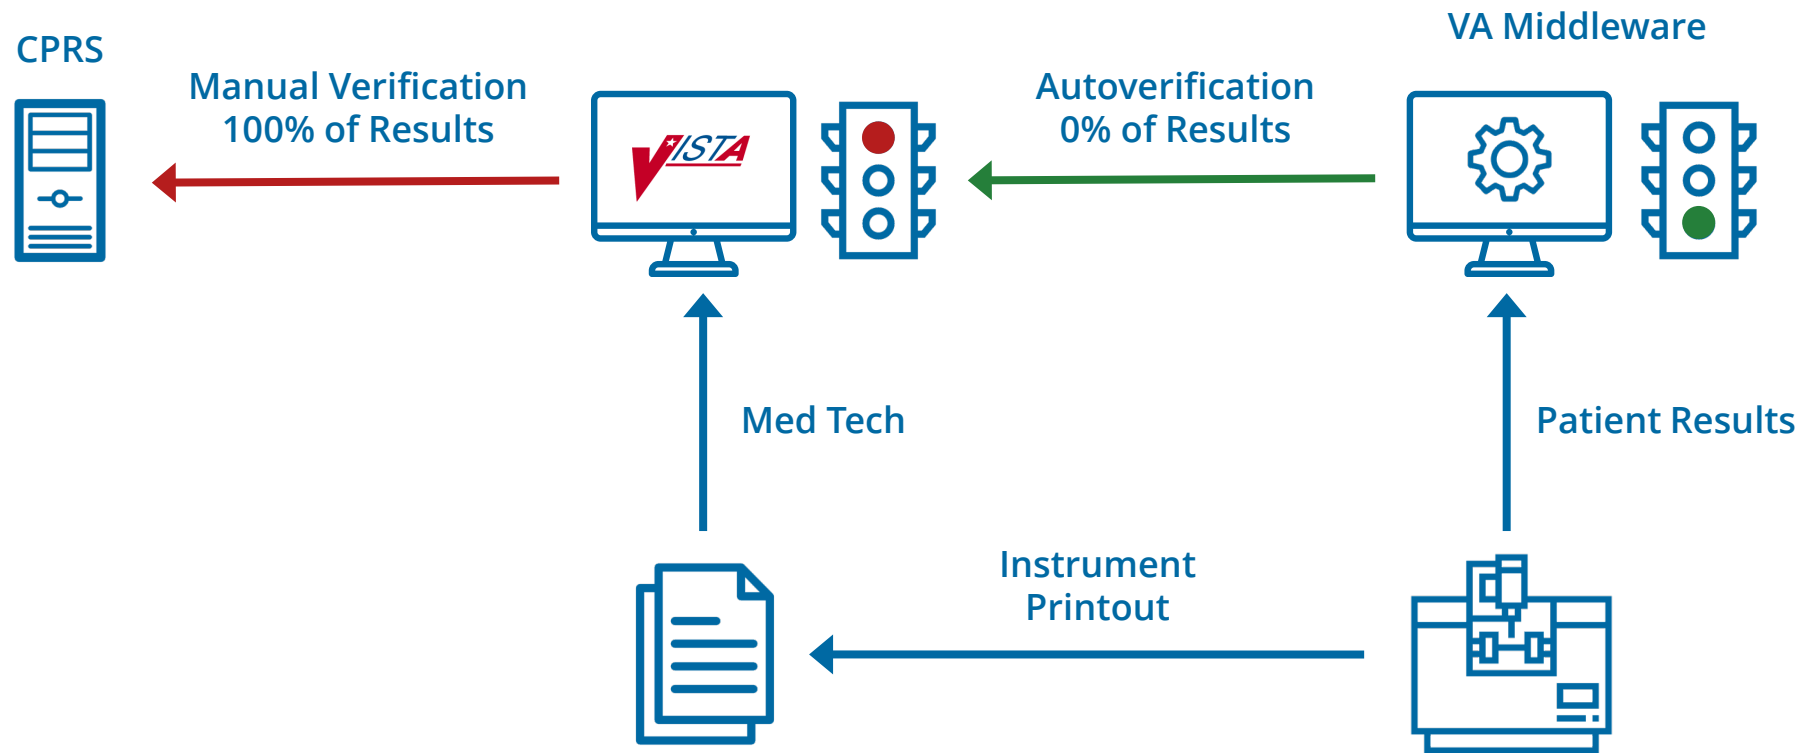 CPRS
Manual Verification
100% of Results
VISTA
Autoverification
0% of Results
VA Middleware
Med Tech
Patient Results
Instrument
Printout